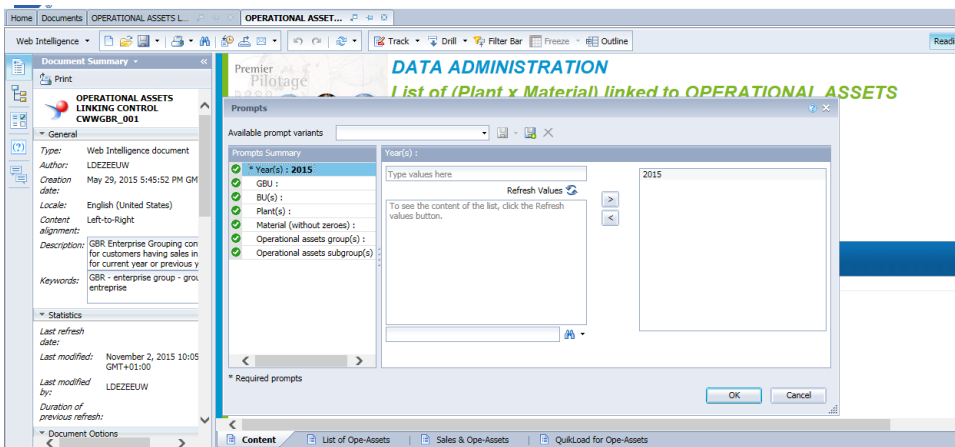 Home Documents OPERATIONAL ASSETS L... OPERATIONAL ASSET...
Web Intelligence Track Drill Filter Bar Freeze Outline Readi
Document Summary
Print
OPERATIONAL ASSETS
LINKING CONTROL
CWWGBR_001
General
Type: Web Intelligence document
Author: LDEZEEUW
Creation date: May 29, 2015 5:45:52 PM GM
Locale: English (United States)
Content alignment: Left-to-Right
Description: GBR Enterprise Grouping con
for customers having sales in
for current year or previous y
Keywords: GBR - enterprise group - grou
entreprise
Statistics
Last refresh date:
Last modified: November 2, 2015 10:05
GMT+01:00
Last modified by: LDEZEEUW
Duration of previous refresh:
Document Options
Premier
Pilotage
DATA ADMINISTRATION
List of (Plant x Material) linked to OPERATIONAL ASSETS
Prompts
Available prompt variants
Prompts Summary
* Year(s) : 2015
GBU :
BU(s) :
Plant(s) :
Material (without zeroes) :
Operational assets group(s) :
Operational assets subgroup(s)
* Required prompts
Year(s) :
Type values here
Refresh Values
To see the content of the list, click the Refresh
values button.
>
<
2015
OK Cancel
Content List of Ope-Assets Sales & Ope-Assets QuikLoad for Ope-Assets